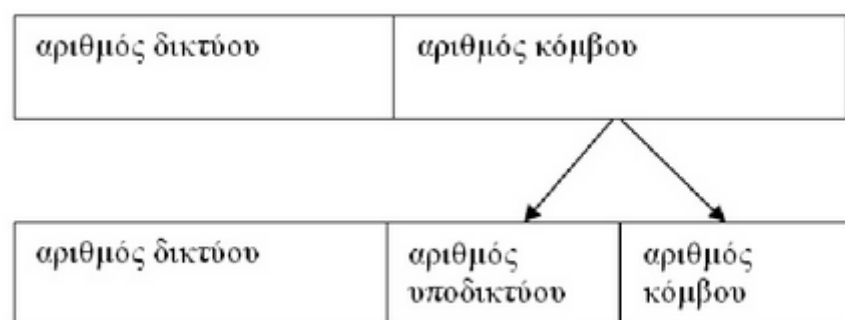 αριθμός δικτύου
αριθμός κόμβου
αριθμός δικτύου
αριθμός
υποδικτύου
αριθμός
κόμβου